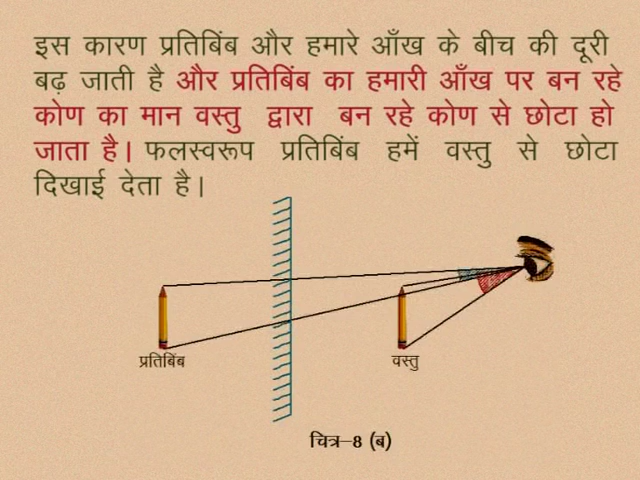 इस कारण प्रतिबिंब और हमारे आँख के बीच की दूरी
बढ़ जाती है और प्रतिबिंब का हमारी आँख पर बन रहे
कोण का मान वस्तु द्वारा बन रहे कोण से छोटा हो
जाता है। फलस्वरूप प्रतिबिंब हमें वस्तु से छोटा
दिखाई देता है।
प्रतिबिंब
वस्तु
चित्र–8 (ब)